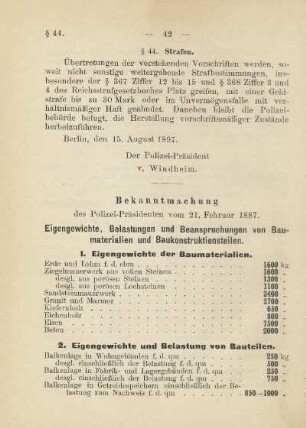 § 44. — 42 —
§ 44. Strafen.
Übertretungen der vorstehenden Vorschriften werden, so-
weit nicht sonstige weitergehende Strafbestimmungen, ins-
besondere der § 367 Ziffer 12 bis 15 und § 368 Ziffer 3 und
4 des Reichsstrafgesetzbuches Platz greifen, mit einer Geld-
strafe bis zu 30 Mark oder im Unvermögensfalle mit ver-
hältnismäßiger Haft geahndet. Daneben bleibt die Polizei-
behörde befugt, die Herstellung vorschriftsmäßiger Zustände
herbeizuführen.
Berlin, den 15. August 1897.
Der Polizei-Präsident
v. Windheim.
Bekanntmachung
des Polizei-Präsidenten vom 21. Februar 1887.
Eigengewichte, Belastungen und Beanspruchungen von Bau-
materialien und Baukonstruktionsteilen.
1. Eigengewichte der Baumaterialien.
Erde und Lehm f. d. cbm 1600 kg
Ziegelmauerwerk aus vollen Steinen 1600 „
desgl. aus porösen Steinen
desgl. aus porösen Lochsteinen
Sandsteinmauerwerk 2400 „
Granit und Marmor 2700 „
Kiefernholz 650 „
Eichenholz 800 „
Eisen 7500 „
Beton 2000 „
2. Eigengewichte und Belastung von Bauteilen.
Balkenlage in Wohngebäuden f. d. qm 250 kg
desgl. einschließlich der Belastung f. d. qm 500 „
Balkenlage in Fabrik- und Lagergebäuden f. d. qm 250 „
desgl. einschließlich der Belastung f. d. qm 750 „
Balkenlage in Getreidespeichern einschließlich der Be-
lastung zum Nachweis f. d. qm 850—1000 „